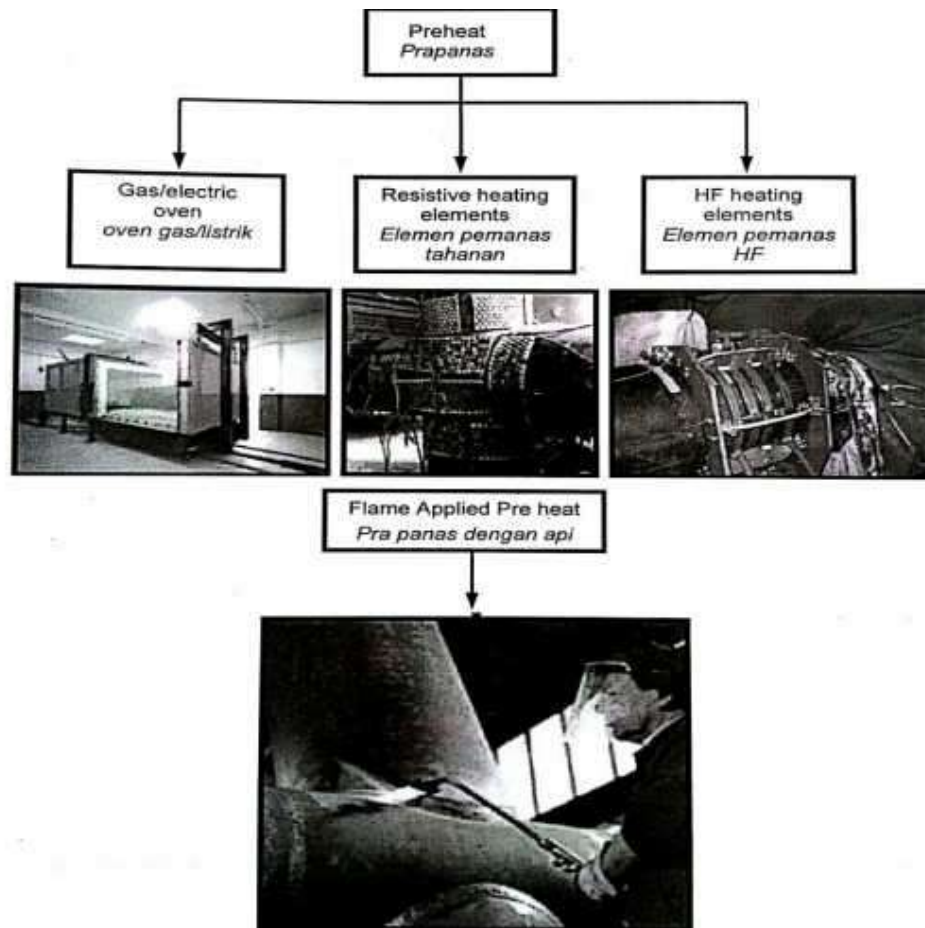 Preheat
Prapanas
Gas/electric
oven
oven gas/listrik
Resistive heating
elements
Elemen pemanas
tahanan
HF heating
elements
Elemen pemanas
HF
Flame Applied Pre heat
Pra panas dengan api